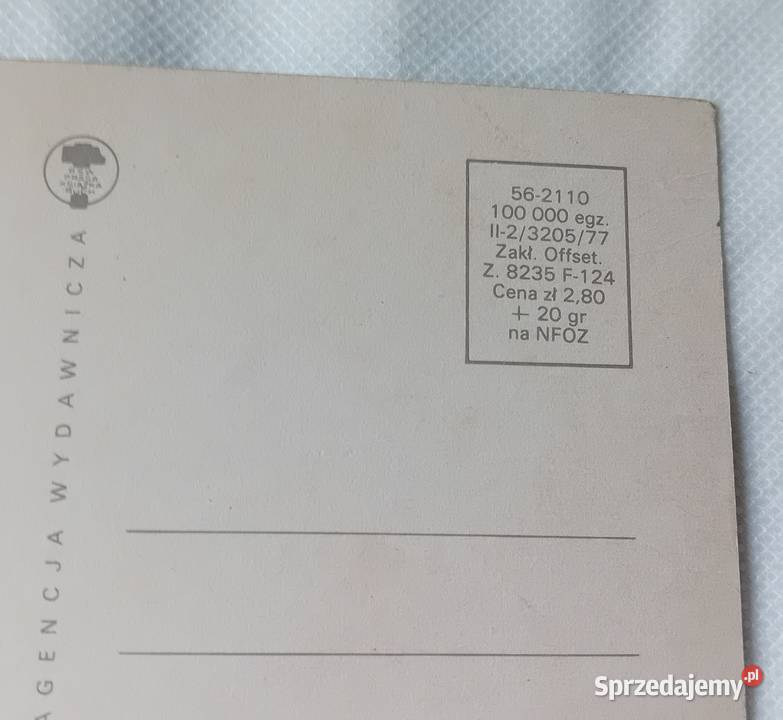 56-2110
100 000 egz.
II-2/3205/77
Zakł. Offset.
Z. 8235 F-124
Cena zł 2,80
+ 20 gr
na NFOZ
AGENCJA WYDAWNICZA
Sprzedajemy.pl